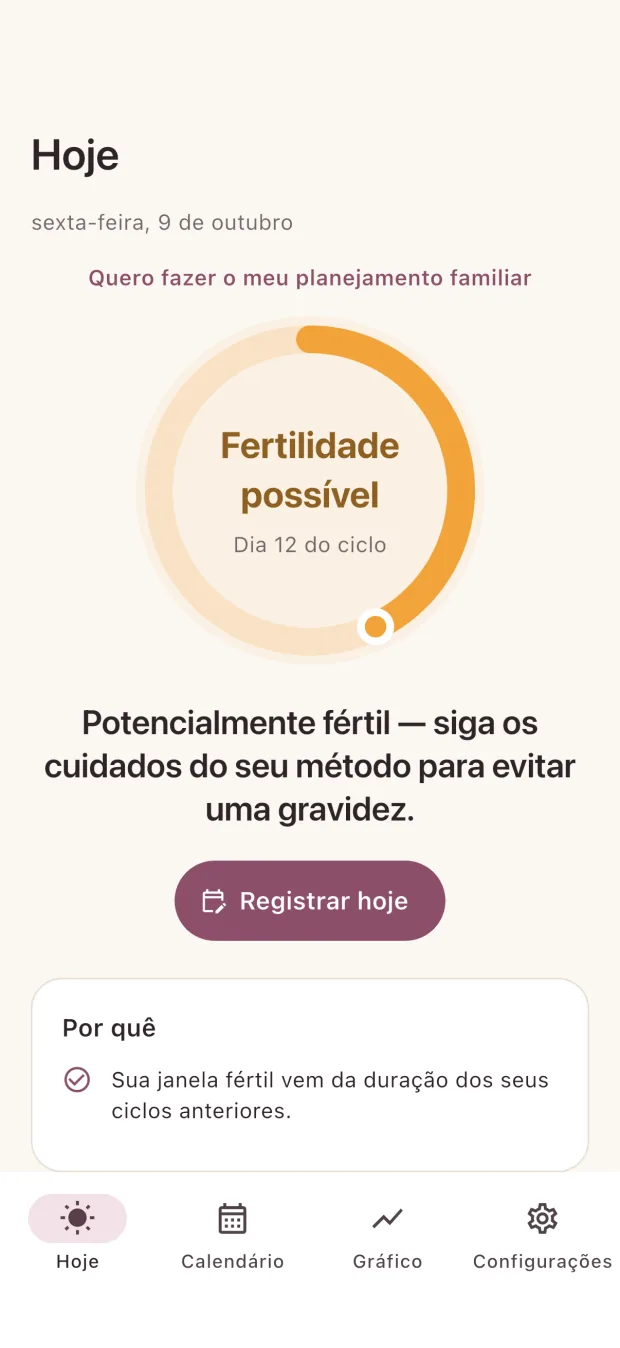 Hoje
sexta-feira, 9 de outubro
Quero fazer o meu planejamento familiar
Fertilidade
possível
Dia 12 do ciclo
Potencialmente fértil — siga os
cuidados do seu método para evitar
uma gravidez.
Registrar hoje
Por quê
Sua janela fértil vem da duração dos seus
ciclos anteriores.
Hoje
Calendário
Gráfico
Configurações